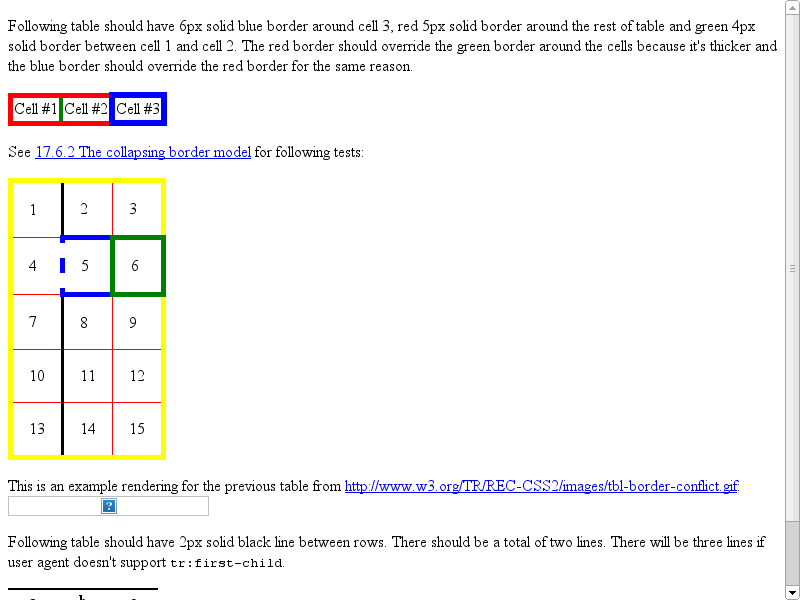 Following table should have 6px solid blue border around cell 3, red 5px solid border around the rest of table and green 4px
solid border between cell 1 and cell 2. The red border should override the green border around the cells because it's thicker and
the blue border should override the red border for the same reason.
Cell #1 Cell #2 Cell #3
See 17.6.2 The collapsing border model for following tests:
1 2 3
4 5 6
7 8 9
10 11 12
13 14 15
This is an example rendering for the previous table from http://www.w3.org/TR/REC-CSS2/images/tbl-border-conflict.gif:
Following table should have 2px solid black line between rows. There should be a total of two lines. There will be three lines if
user agent doesn't support tr:first-child.